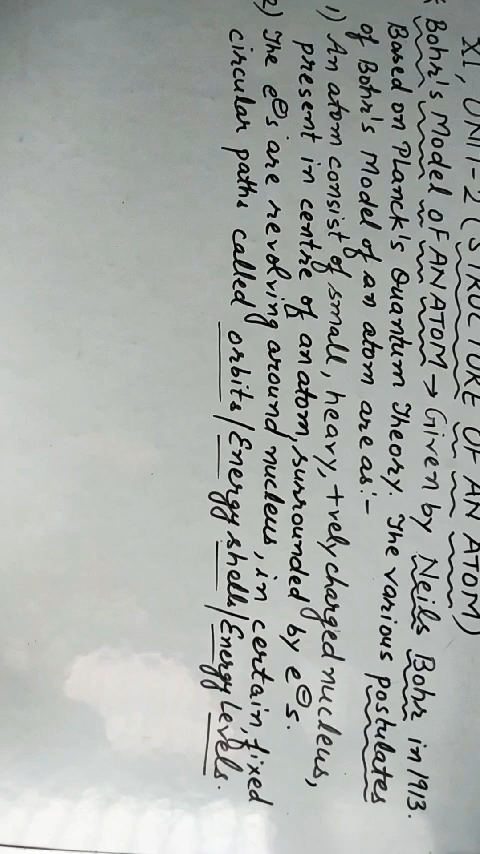 XI, UNIT-2 (STRUCTURE OF AN ATOM)
* Bohr's Model OF AN ATOM → Given by Neils Bohr in 1913.
Based on Planck's Quantum Theory. The various postulates
of Bohr's Model of an atom are as:-
1) An atom consist of small, heavy, +vely charged nucleus,
present in centre of an atom, surrounded by e⊖s.
2) The e⊖s are revolving around nucleus, in certain, fixed
circular paths called orbits/Energy shells/Energy Levels.